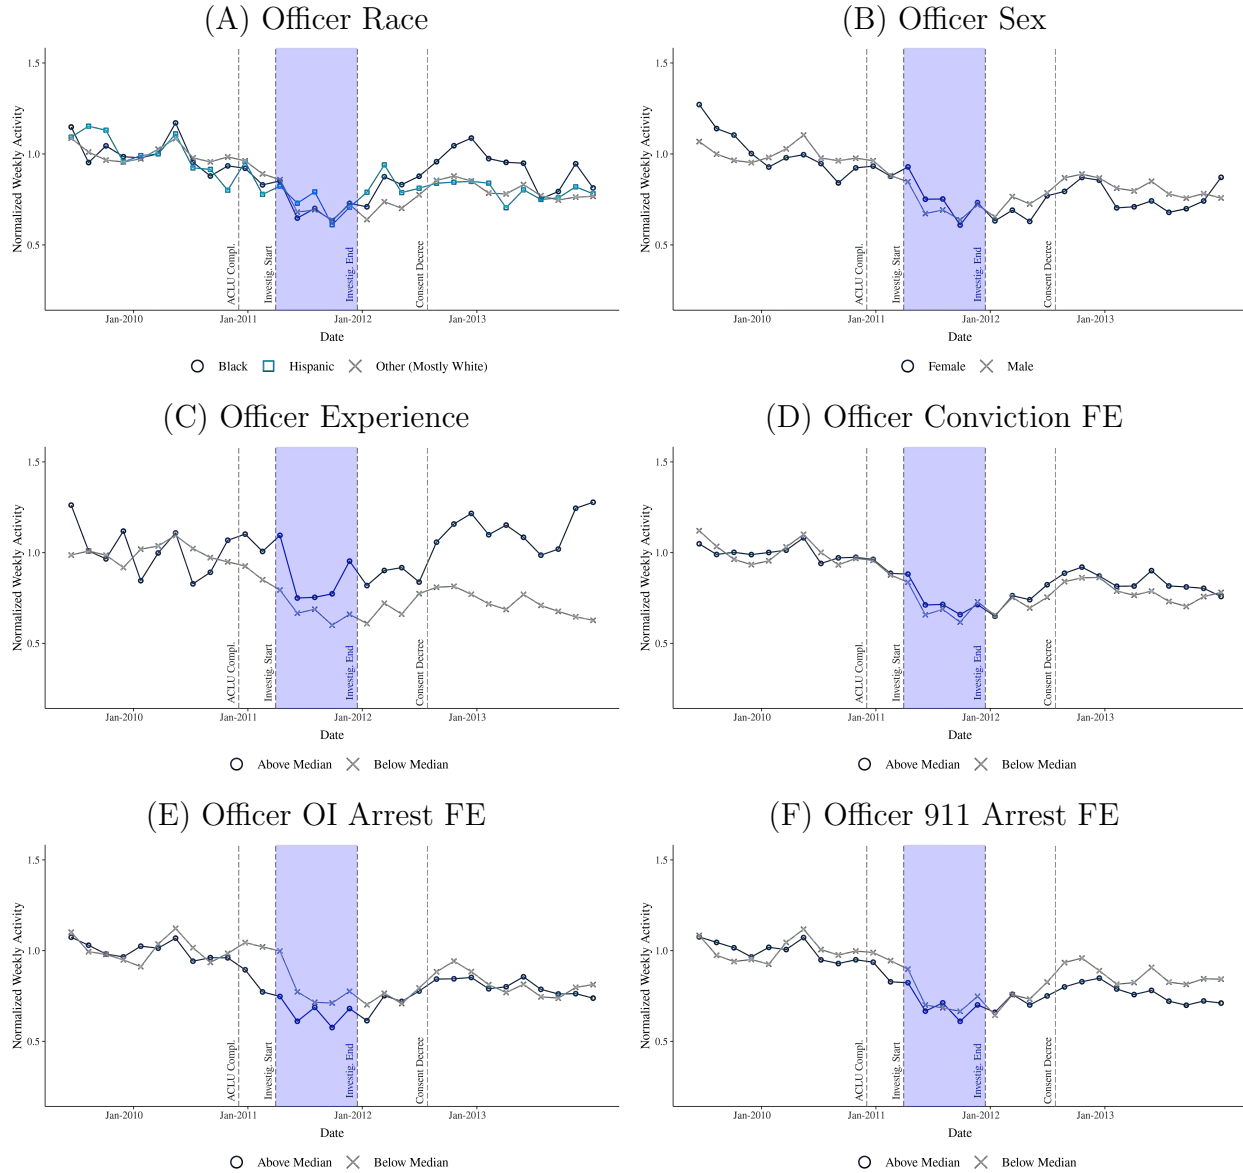 (A) Officer Race
1.5
1.0
0.5
Normalized Weekly Activity
ACLU Compl.
Investig. Start
Investig. End
Consent Decree
Jan-2010 Jan-2011 Jan-2012 Jan-2013
Date
Black Hispanic Other (Mostly White)
(B) Officer Sex
1.5
1.0
0.5
Normalized Weekly Activity
ACLU Compl.
Investig. Start
Investig. End
Consent Decree
Jan-2010 Jan-2011 Jan-2012 Jan-2013
Date
Female Male
(C) Officer Experience
1.5
1.0
0.5
Normalized Weekly Activity
ACLU Compl.
Investig. Start
Investig. End
Consent Decree
Jan-2010 Jan-2011 Jan-2012 Jan-2013
Date
Above Median Below Median
(D) Officer Conviction FE
1.5
1.0
0.5
Normalized Weekly Activity
ACLU Compl.
Investig. Start
Investig. End
Consent Decree
Jan-2010 Jan-2011 Jan-2012 Jan-2013
Date
Above Median Below Median
(E) Officer OI Arrest FE
1.5
1.0
0.5
Normalized Weekly Activity
ACLU Compl.
Investig. Start
Investig. End
Consent Decree
Jan-2010 Jan-2011 Jan-2012 Jan-2013
Date
Above Median Below Median
(F) Officer 911 Arrest FE
1.5
1.0
0.5
Normalized Weekly Activity
ACLU Compl.
Investig. Start
Investig. End
Consent Decree
Jan-2010 Jan-2011 Jan-2012 Jan-2013
Date
Above Median Below Median